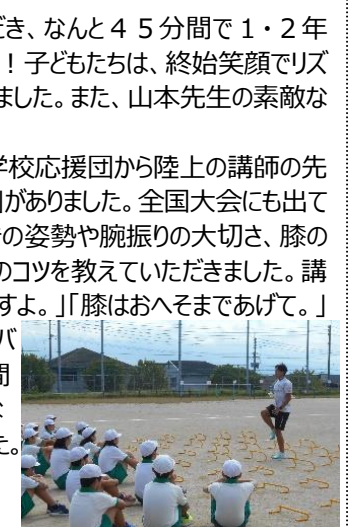 だき、なんと４５分間で1・2年
！子どもたちは、終始笑顔でリズ
ました。また、山本先生の素敵な
学校応援団から陸上の講師の先
がありました。全国大会にも出て
の姿勢や腕振りの大切さ、膝の
のコツを教えていただきました。講
すよ。」「膝はおへそまであげて。」
バ
間
た。